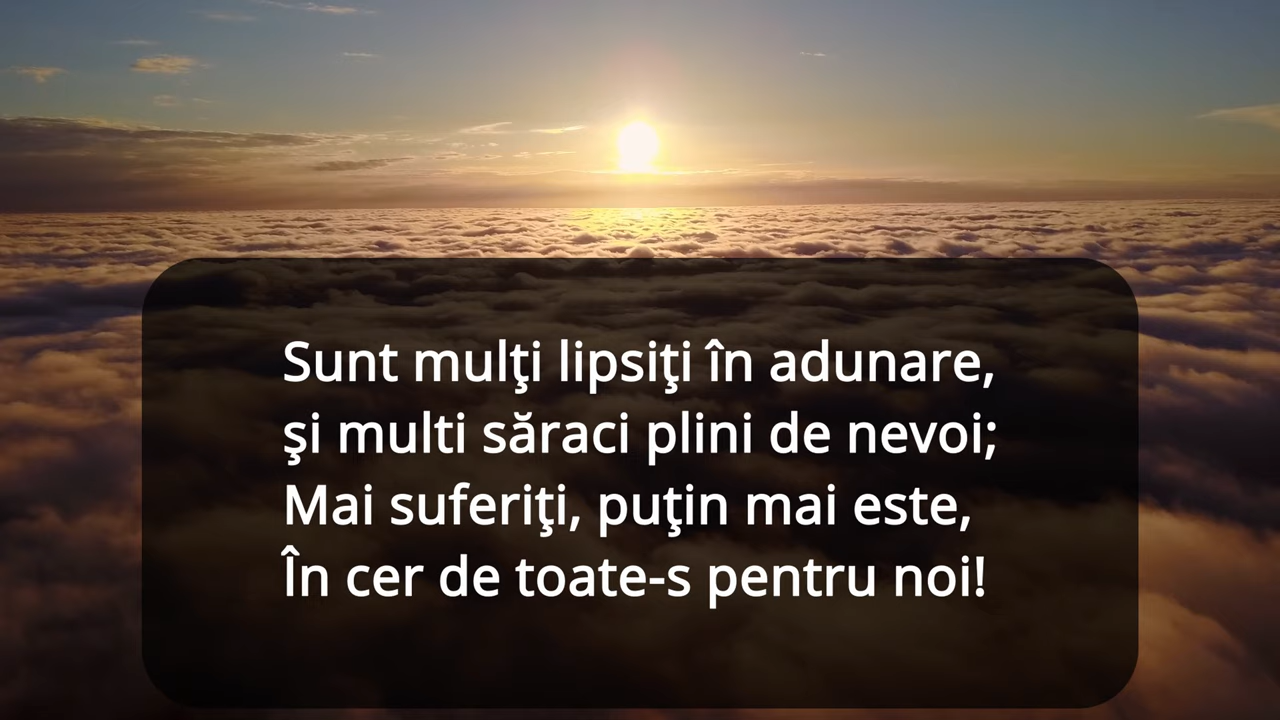 Sunt mulţi lipsiţi în adunare,
şi multi săraci plini de nevoi;
Mai suferiţi, puţin mai este,
În cer de toate-s pentru noi!